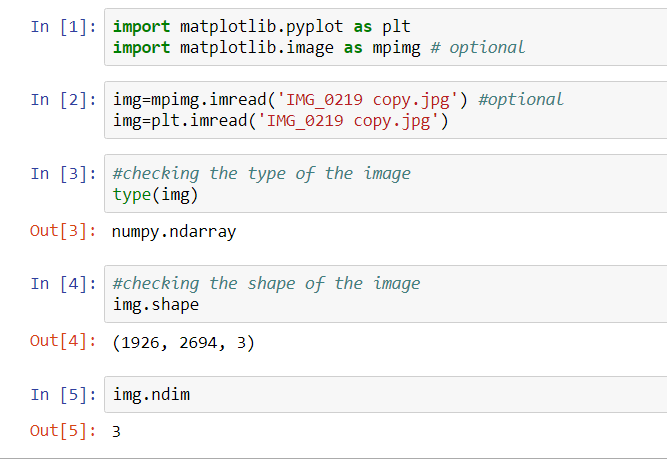 In [1]: import matplotlib.pyplot as plt
import matplotlib.image as mpimg # optional
In [2]: img=mpimg.imread('IMG_0219 copy.jpg') #optional
img=plt.imread('IMG_0219 copy.jpg')
In [3]: #checking the type of the image
type(img)
Out[3]: numpy.ndarray
In [4]: #checking the shape of the image
img.shape
Out[4]: (1926, 2694, 3)
In [5]: img.ndim
Out[5]: 3